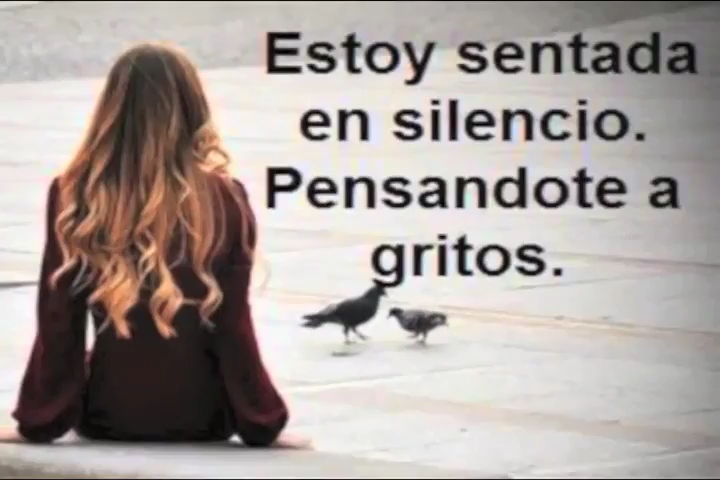 Estoy sentada
en silencio.
Pensandote a
gritos.